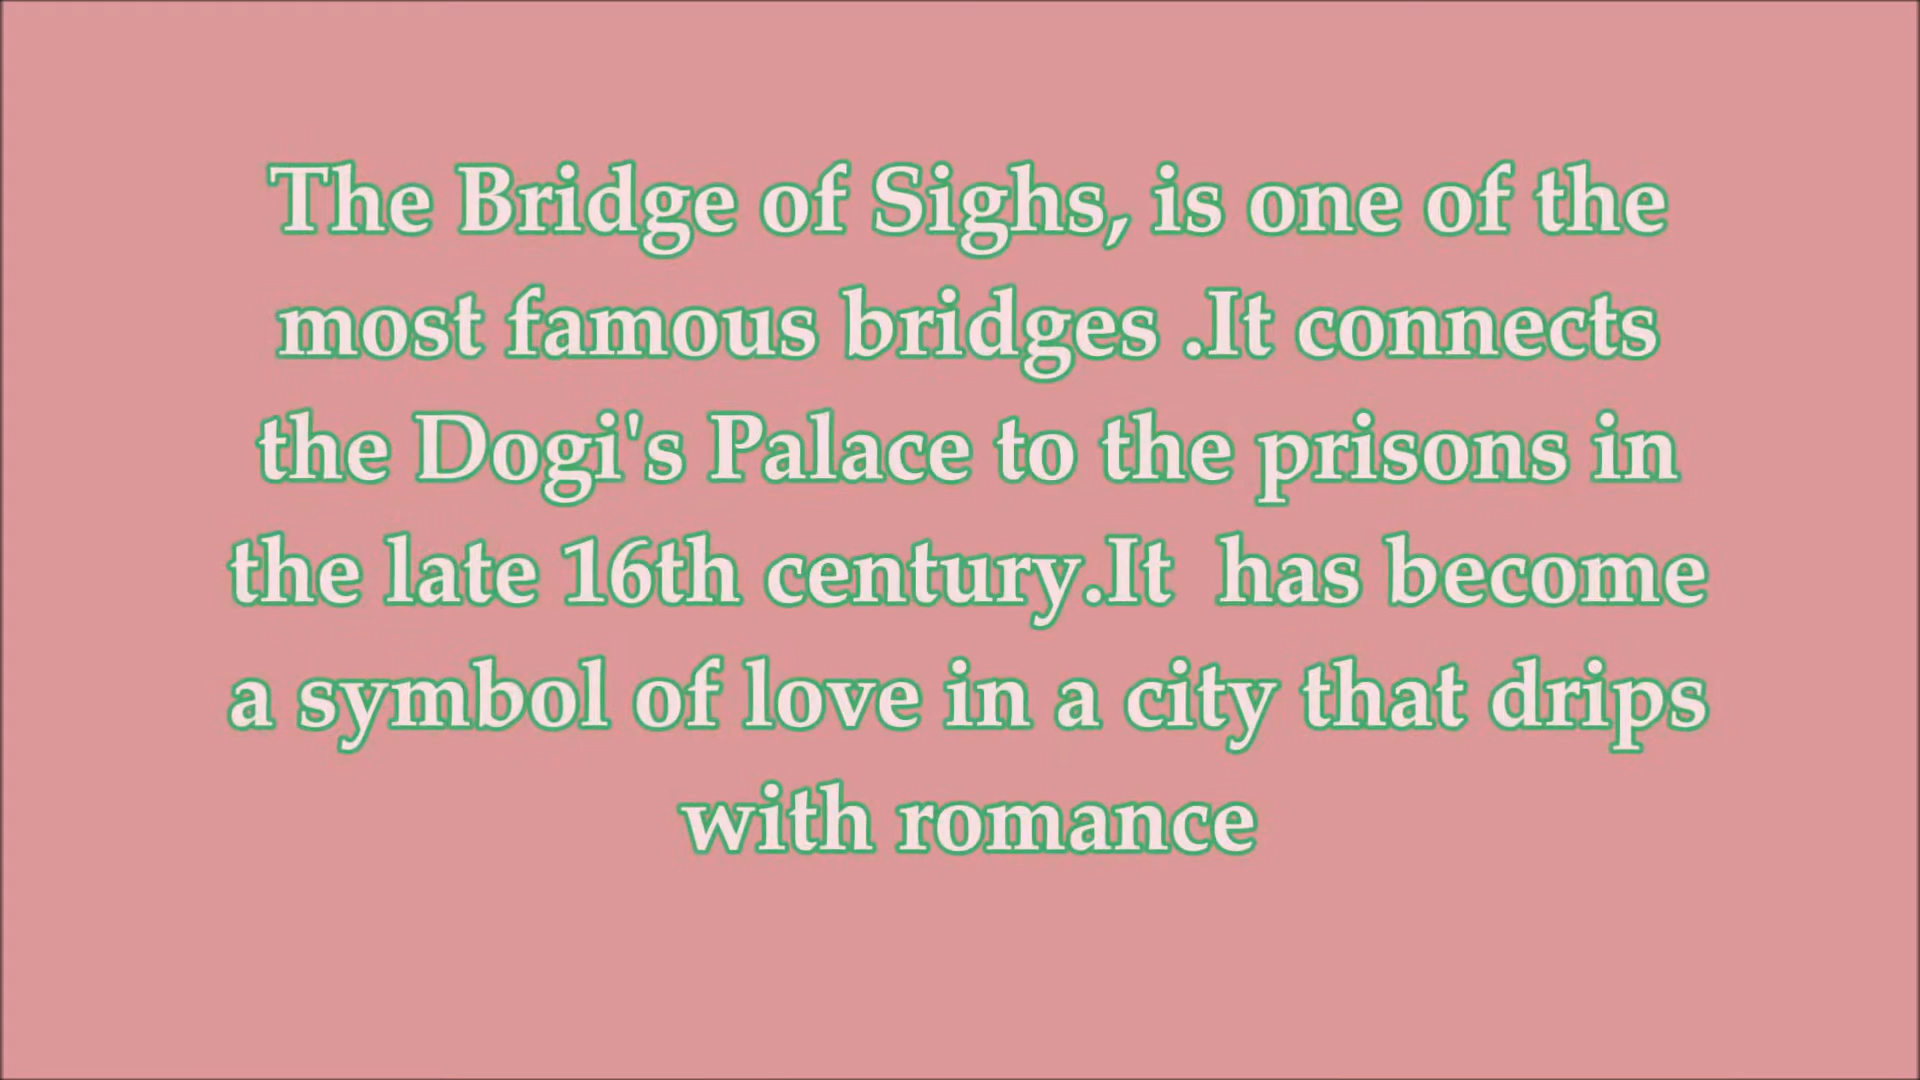 The Bridge of Sighs, is one of the
most famous bridges .It connects
the Dogi's Palace to the prisons in
the late 16th century.It  has become
a symbol of love in a city that drips
with romance